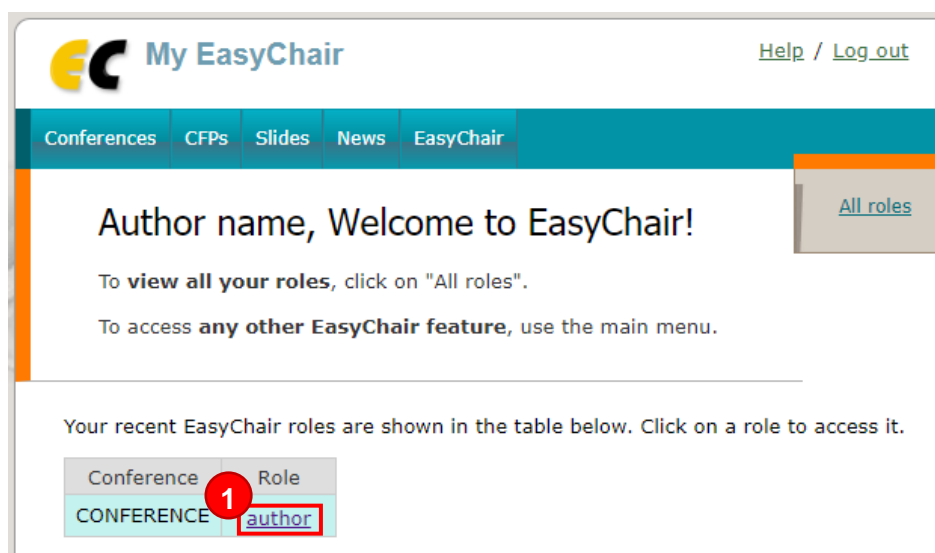 EC My EasyChair
Help / Log out
Conferences CFPs Slides News EasyChair
All roles
Author name, Welcome to EasyChair!
To view all your roles, click on "All roles".
To access any other EasyChair feature, use the main menu.
Your recent EasyChair roles are shown in the table below. Click on a role to access it.
Conference Role
1
CONFERENCE author